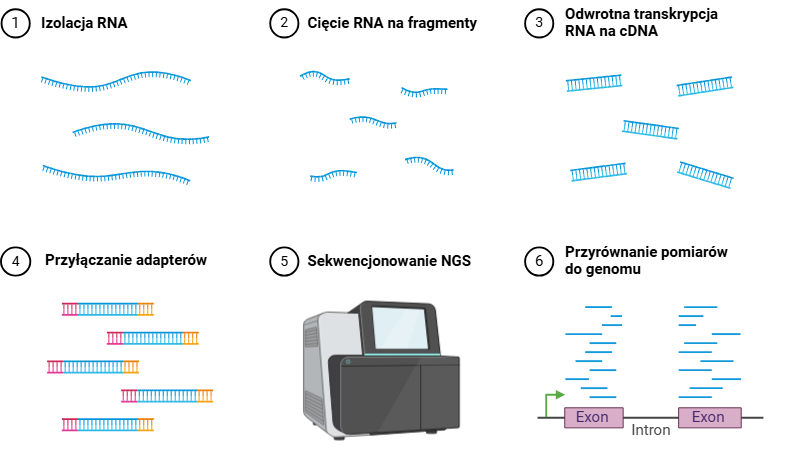 1 Izolacja RNA
2 Cięcie RNA na fragmenty
3 Odwrotna transkrypcja
RNA na cDNA
4 Przyłączanie adapterów
5 Sekwencjonowanie NGS
6 Przyrównanie pomiarów
do genomu
Exon
Intron
Exon